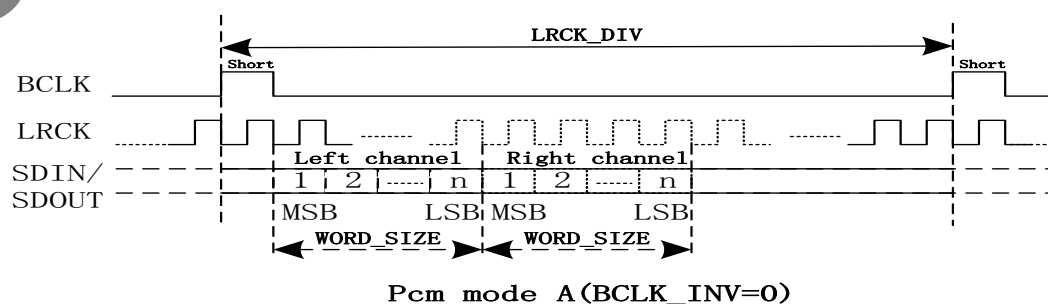 LRCK_DIV
Short Short
BCLK
LRCK
Left channel Right channel
SDIN/
SDOUT
1 2 n 1 2 n
MSB LSB MSB LSB
WORD_SIZE WORD_SIZE
Pcm mode A(BCLK_INV=0)